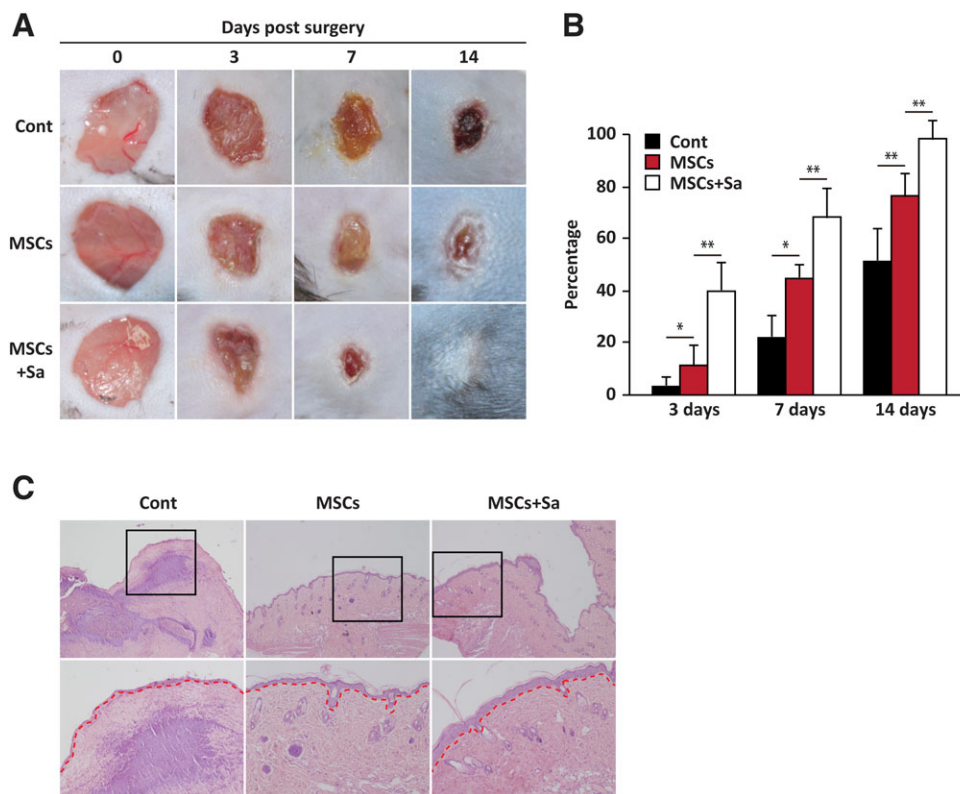 A
Days post surgery
0 3 7 14
Cont
MSCs
MSCs
+Sa
B
Percentage
100
80
60
40
20
0
Cont
MSCs
MSCs+Sa
* **
* **
** **
3 days 7 days 14 days
C
Cont MSCs MSCs+Sa